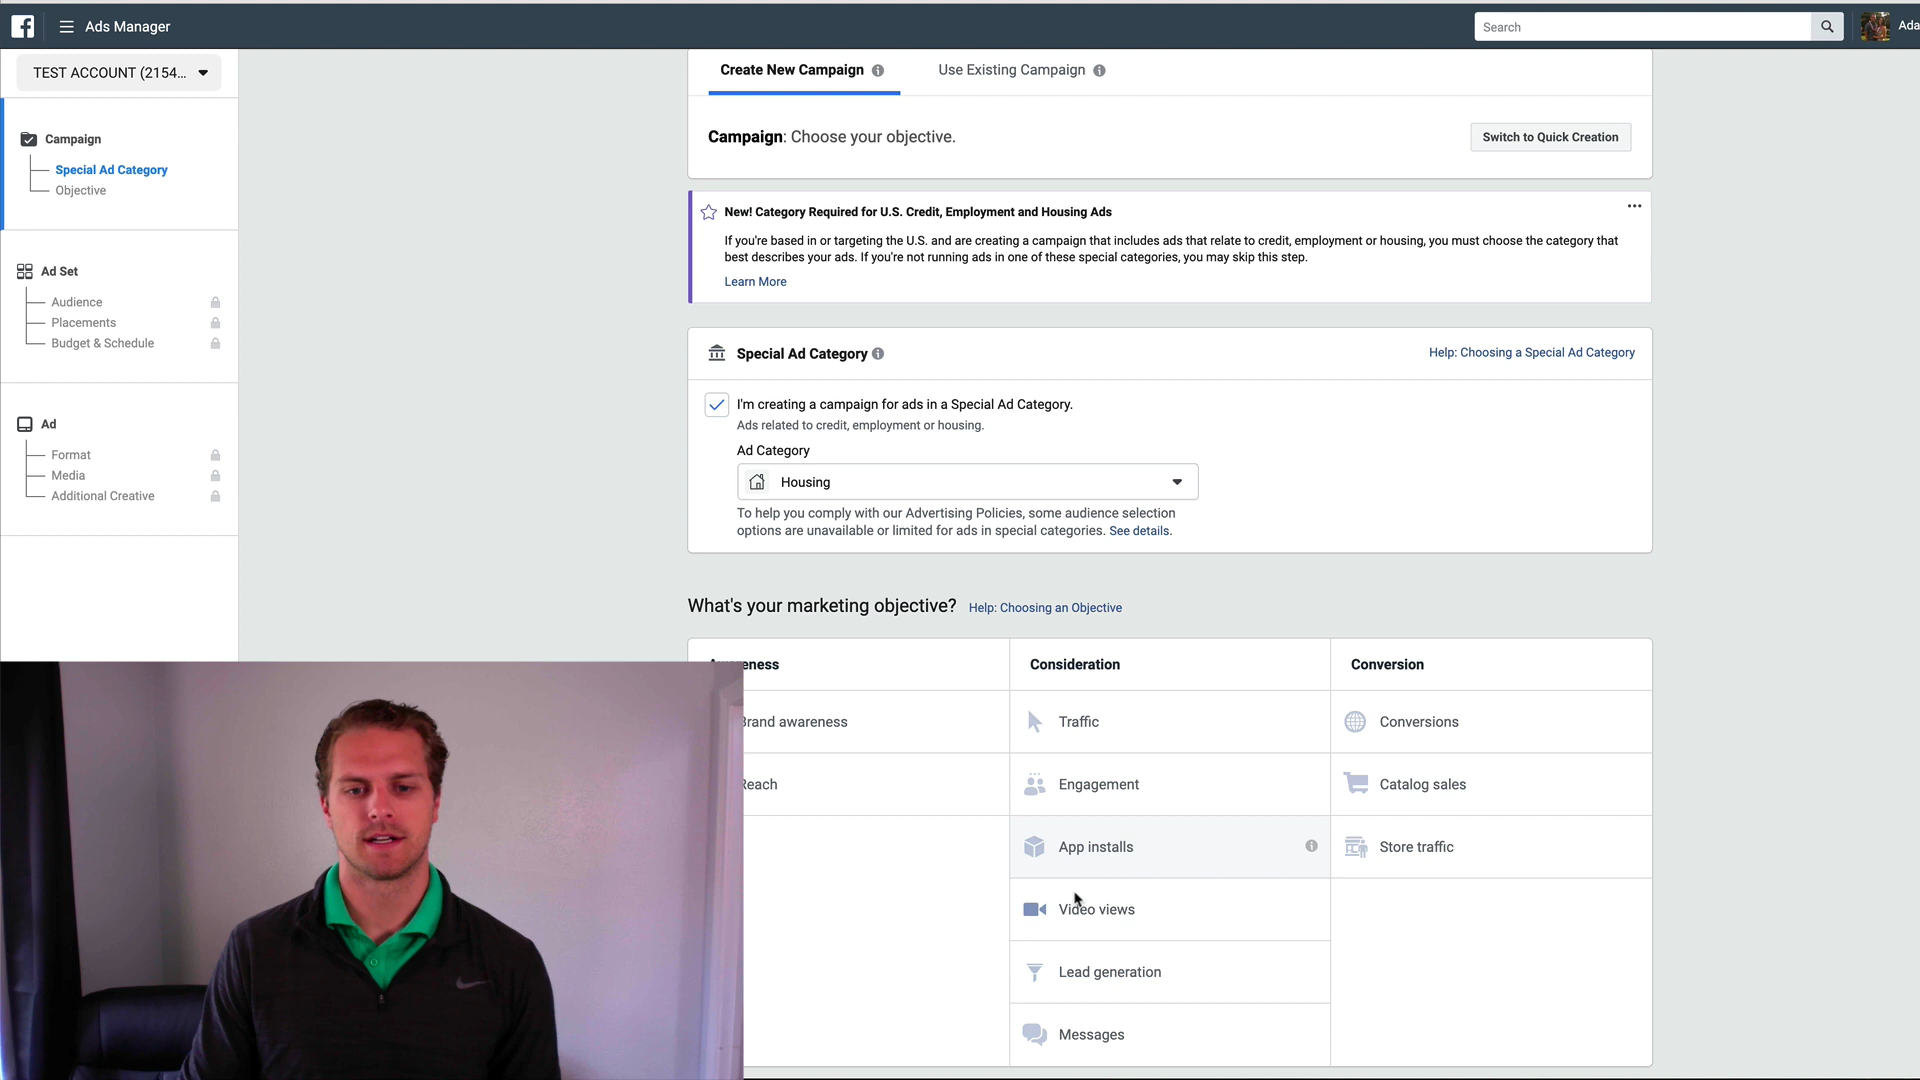 Ads Manager
Search
Ada
TEST ACCOUNT (2154...
Campaign
Special Ad Category
Objective
Ad Set
Audience
Placements
Budget & Schedule
Ad
Format
Media
Additional Creative
Create New Campaign
Use Existing Campaign
Campaign: Choose your objective.
Switch to Quick Creation
New! Category Required for U.S. Credit, Employment and Housing Ads
If you're based in or targeting the U.S. and are creating a campaign that includes ads that relate to credit, employment or housing, you must choose the category that
best describes your ads. If you're not running ads in one of these special categories, you may skip this step.
Learn More
Special Ad Category
Help: Choosing a Special Ad Category
I'm creating a campaign for ads in a Special Ad Category.
Ads related to credit, employment or housing.
Ad Category
Housing
To help you comply with our Advertising Policies, some audience selection
options are unavailable or limited for ads in special categories. See details.
What's your marketing objective?
Help: Choosing an Objective
Awareness
Consideration
Conversion
Brand awareness
Traffic
Conversions
Reach
Engagement
Catalog sales
App installs
Store traffic
Video views
Lead generation
Messages